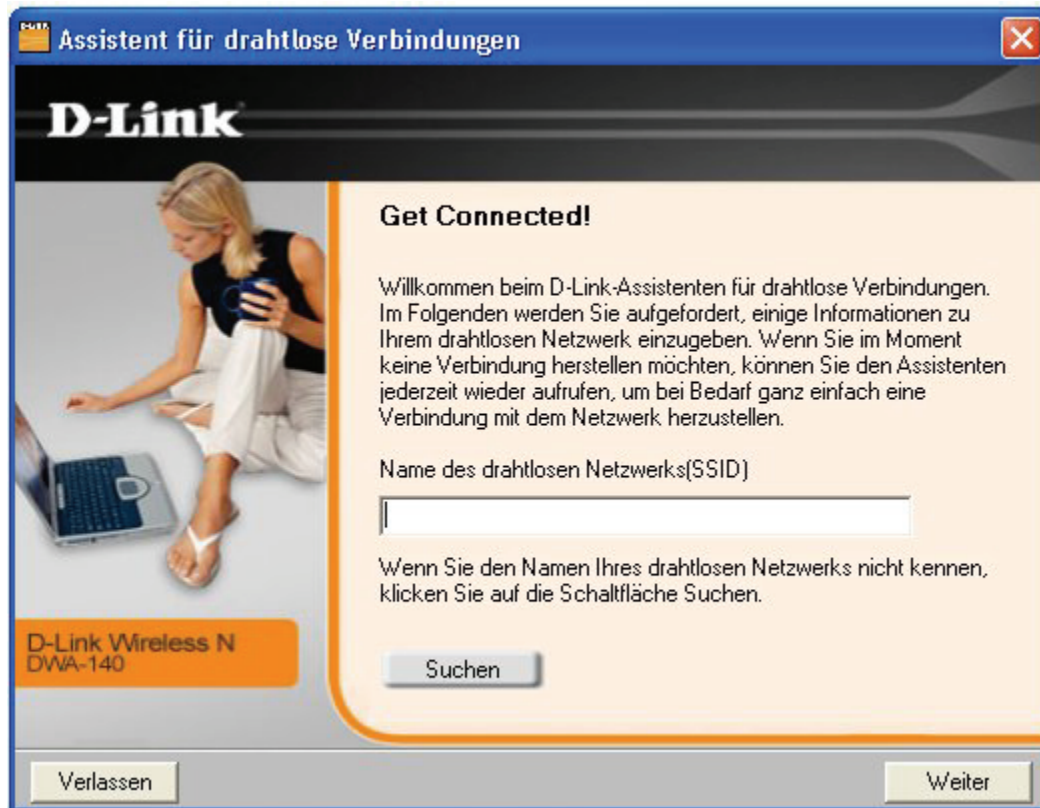 Assistent für drahtlose Verbindungen
D-Link
Get Connected!
Willkommen beim D-Link-Assistenten für drahtlose Verbindungen.
Im Folgenden werden Sie aufgefordert, einige Informationen zu
Ihrem drahtlosen Netzwerk einzugeben. Wenn Sie im Moment
keine Verbindung herstellen möchten, können Sie den Assistenten
jederzeit wieder aufrufen, um bei Bedarf ganz einfach eine
Verbindung mit dem Netzwerk herzustellen.
Name des drahtlosen Netzwerks(SSID)
Wenn Sie den Namen Ihres drahtlosen Netzwerks nicht kennen,
klicken Sie auf die Schaltfläche Suchen.
D-Link Wireless N
DWA-140
Suchen
Verlassen
Weiter